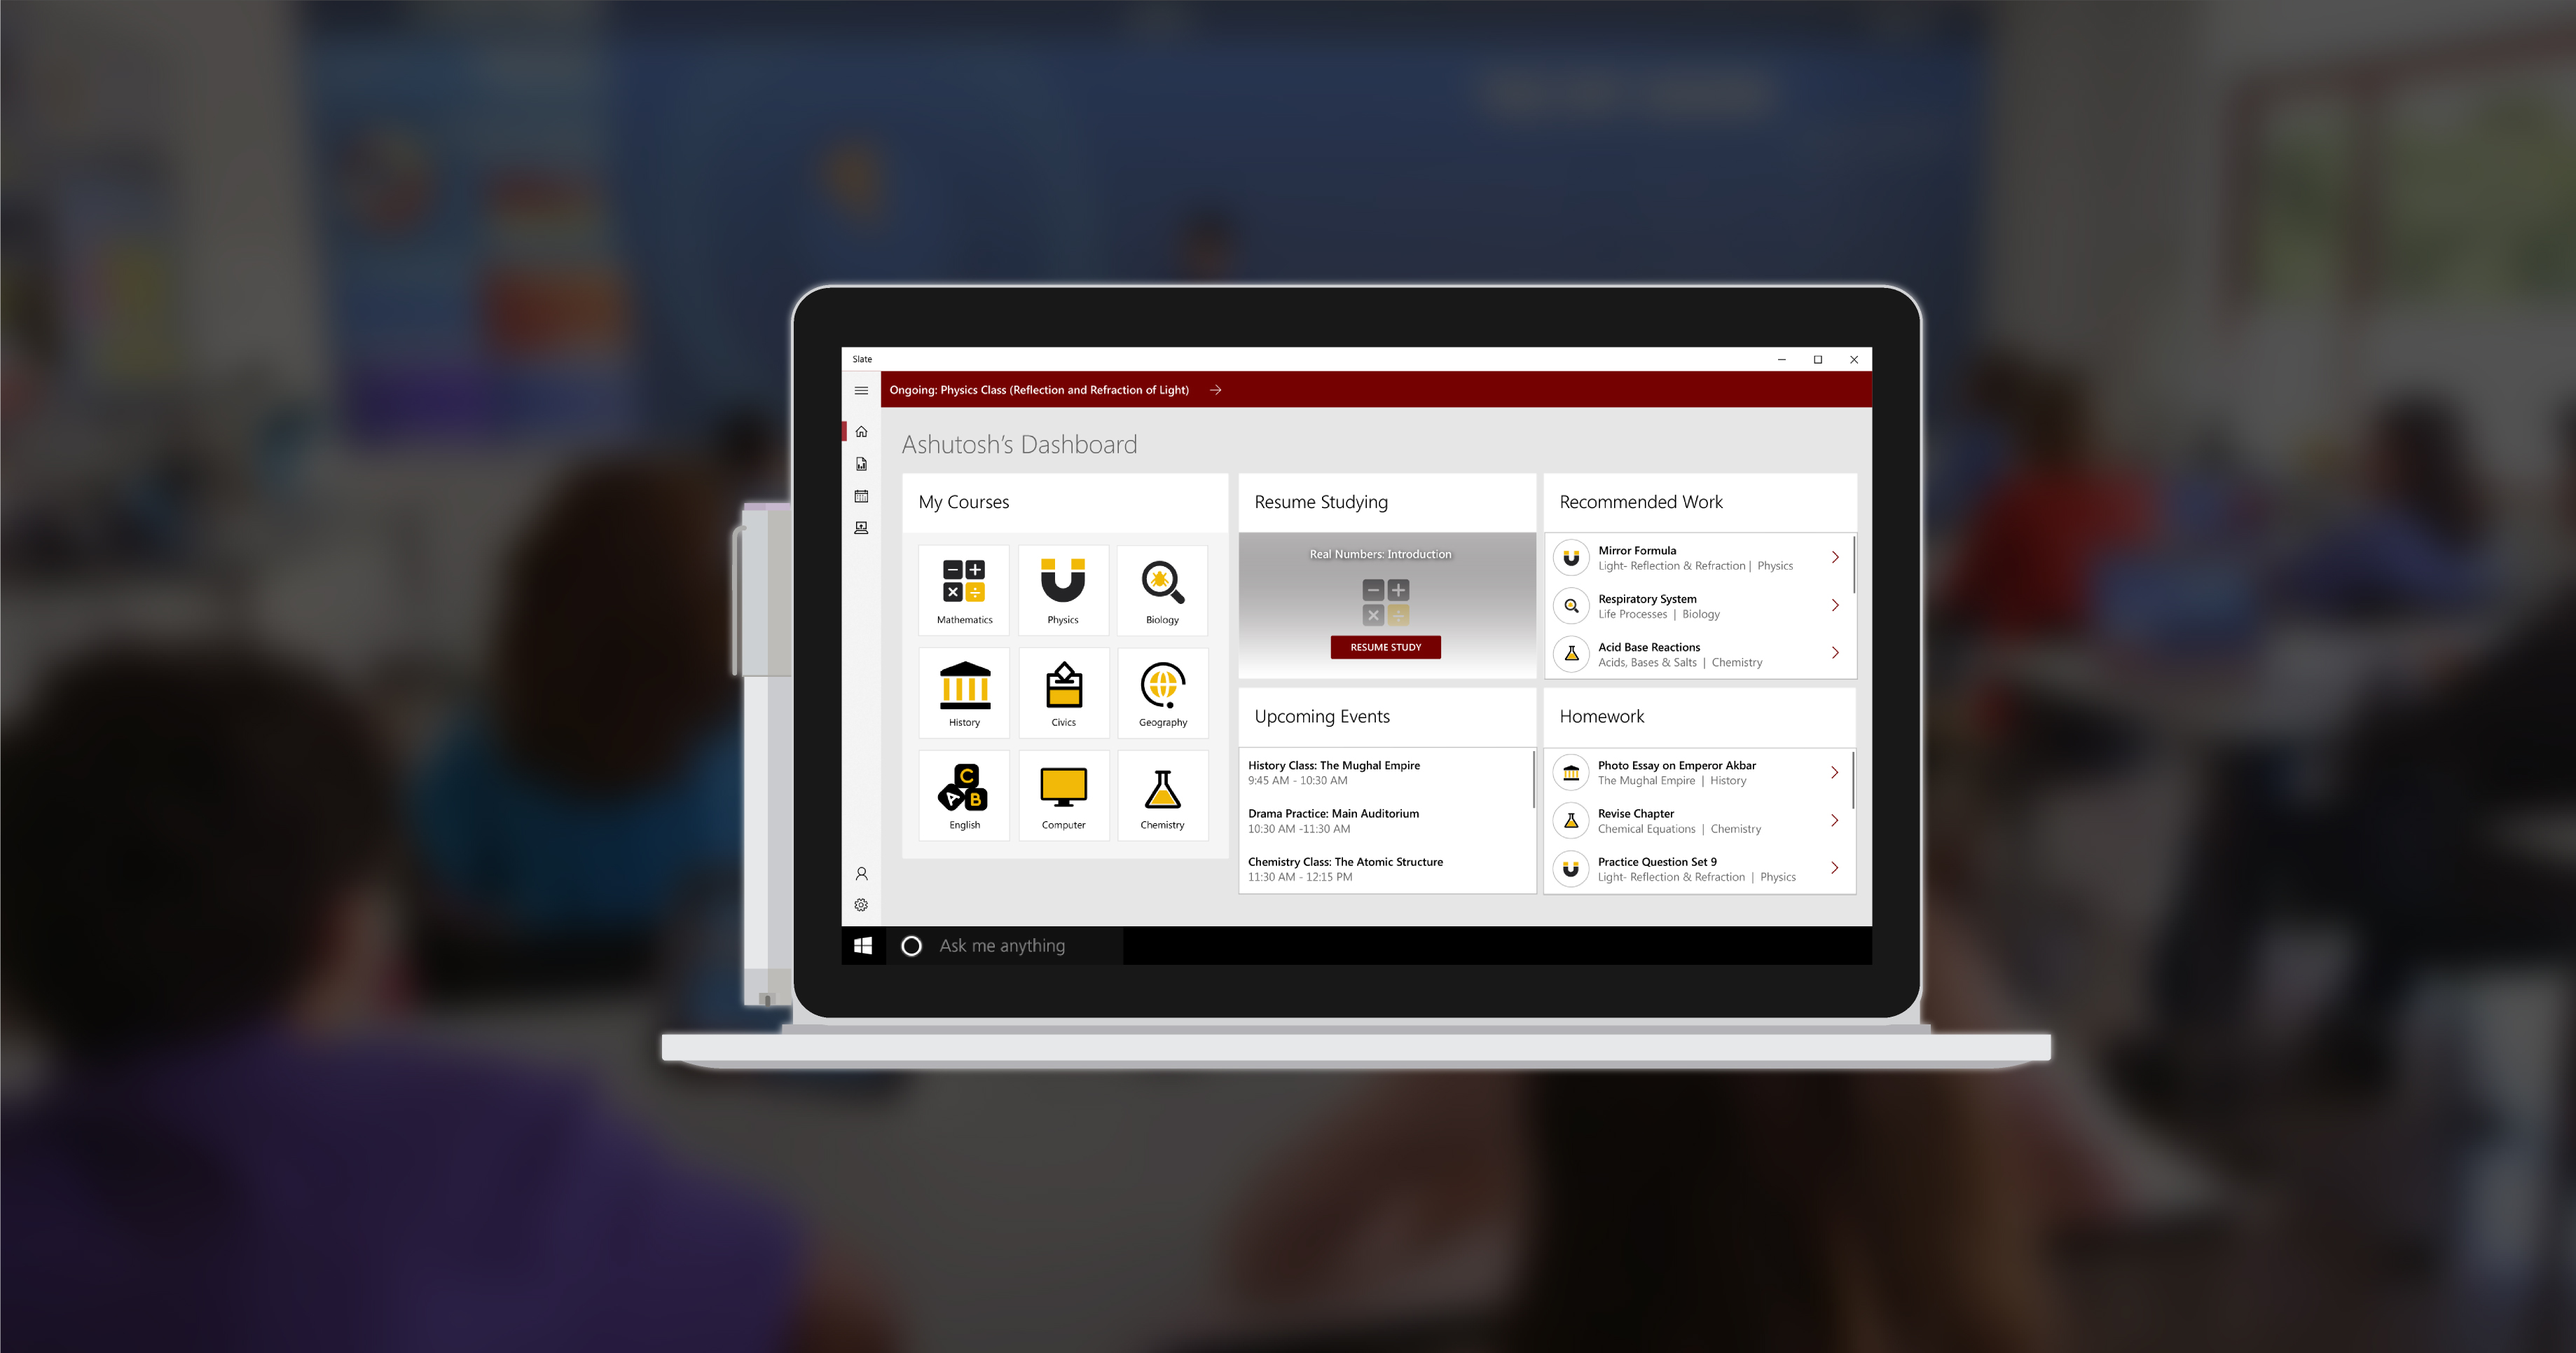 Slate
Ongoing: Physics Class (Reflection and Refraction of Light)
Ashutosh's Dashboard
My Courses
Mathematics
Physics
Biology
History
Civics
Geography
C
A B
English
Computer
Chemistry
Resume Studying
Real Numbers: Introduction
RESUME STUDY
Upcoming Events
History Class: The Mughal Empire
9:45 AM - 10:30 AM
Drama Practice: Main Auditorium
10:30 AM -11:30 AM
Chemistry Class: The Atomic Structure
11:30 AM - 12:15 PM
Recommended Work
Mirror Formula
Light- Reflection & Refraction | Physics
Respiratory System
Life Processes | Biology
Acid Base Reactions
Acids, Bases & Salts | Chemistry
Homework
Photo Essay on Emperor Akbar
The Mughal Empire | History
Revise Chapter
Chemical Equations | Chemistry
Practice Question Set 9
Light- Reflection & Refraction | Physics
Ask me anything